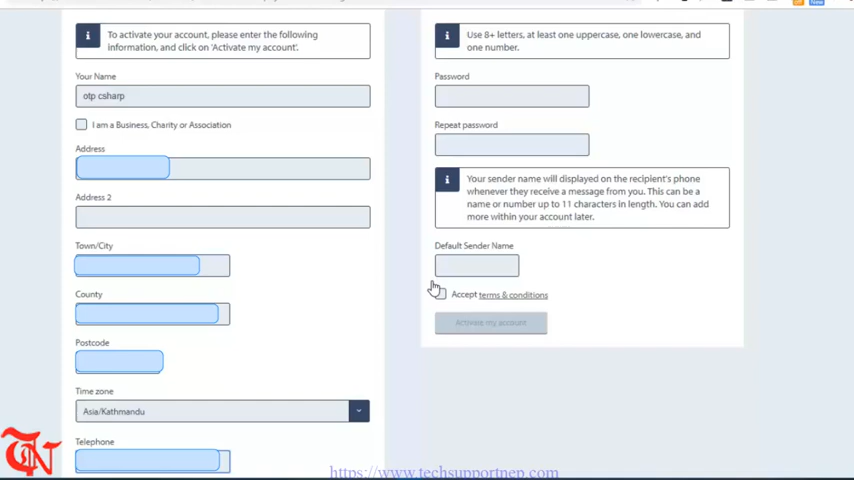 To activate your account, please enter the following
information, and click on 'Activate my account'.
Your Name
otp csharp
I am a Business, Charity or Association
Address
Address 2
Town/City
County
Postcode
Time zone
Asia/Kathmandu
Telephone
Use 8+ letters, at least one uppercase, one lowercase, and
one number.
Password
Repeat password
Your sender name will displayed on the recipient's phone
whenever they receive a message from you. This can be a
name or number up to 11 characters in length. You can add
more within your account later.
Default Sender Name
Accept terms & conditions
Activate my account
https://www.techsupportnep.com